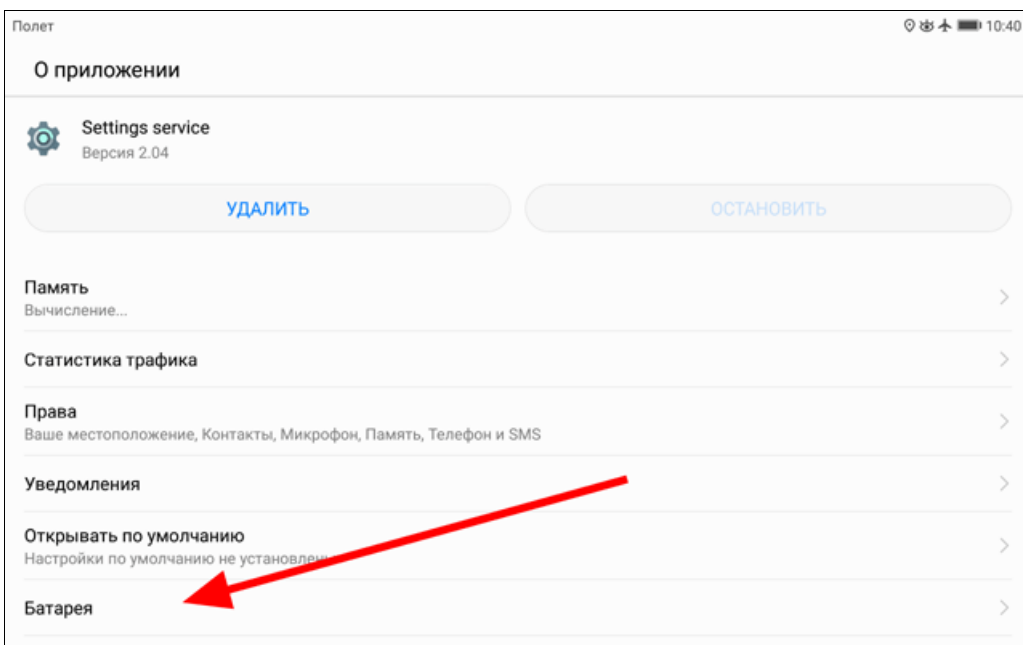 Полет 10:40
О приложении
Settings service
Версия 2.04
УДАЛИТЬ ОСТАНОВИТЬ
Память
Вычисление...
Статистика трафика
Права
Ваше местоположение, Контакты, Микрофон, Память, Телефон и SMS
Уведомления
Открывать по умолчанию
Настройки по умолчанию не установлены
Батарея